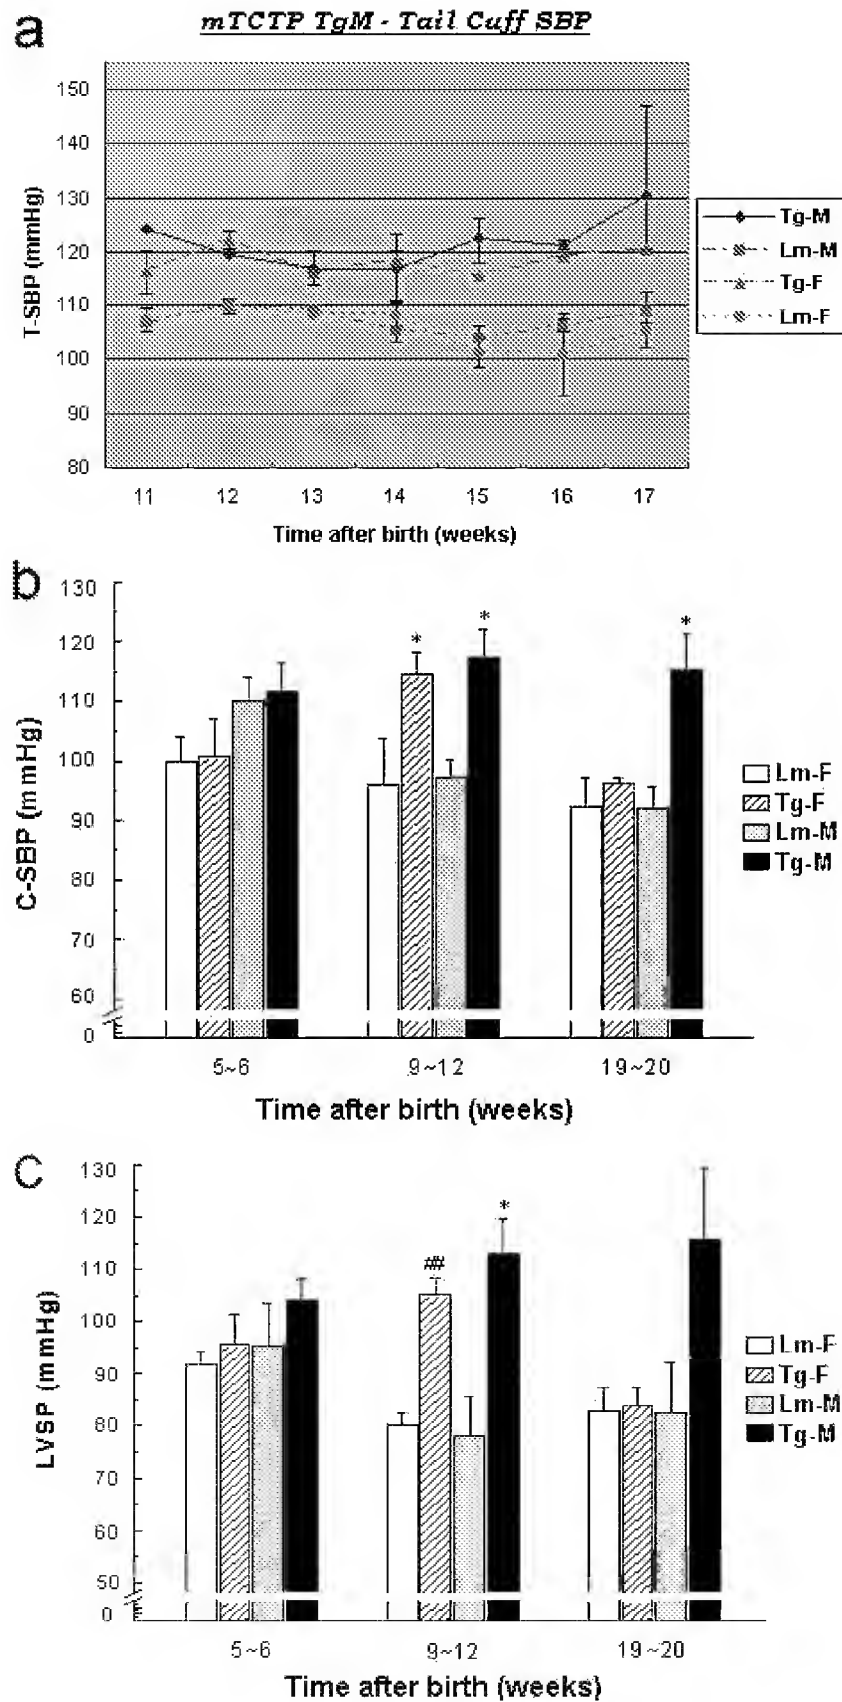 a
mTCTP TgM - Tail Cuff SBP
150
140
130
120
110
100
90
80
T-SBP (mmHg)
11 12 13 14 15 16 17
Time after birth (weeks)
Tg-M
Lm-M
Tg-F
Lm-F
b
130
120
110
100
90
80
70
60
0
C-SBP (mmHg)
* * *
5~6 9~12 19~20
Time after birth (weeks)
Lm-F
Tg-F
Lm-M
Tg-M
C
130
120
110
100
90
80
70
60
50
0
LVSP (mmHg)
## *
5~6 9~12 19~20
Time after birth (weeks)
Lm-F
Tg-F
Lm-M
Tg-M